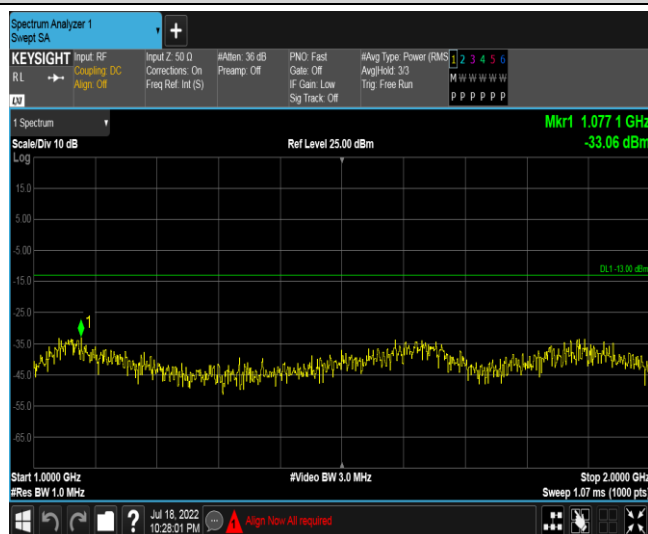 Spectrum Analyzer 1
Swept SA
+
KEYSIGHT
RL
LXI
Input: RF
Coupling: DC
Align: Off
Input Z: 50 Ω
Corrections: On
Freq Ref: Int (S)
#Atten: 36 dB
Preamp: Off
PNO: Fast
Gate: Off
IF Gain: Low
Sig Track: Off
#Avg Type: Power (RMS
Avg|Hold: 3/3
Trig: Free Run
1 2 3 4 5 6
M W W W W W
P P P P P P
1 Spectrum
Mkr1 1.077 1 GHz
-33.06 dBm
Scale/Div 10 dB
Ref Level 25.00 dBm
Log
15.0
5.00
-5.00
DL1 -13.00 dBm
-15.0
-25.0
1
-35.0
-45.0
-55.0
-65.0
Start 1.0000 GHz
#Video BW 3.0 MHz
Stop 2.0000 GHz
#Res BW 1.0 MHz
Sweep 1.07 ms (1000 pts)
?
Jul 18, 2022
10:28:01 PM
Align Now All required